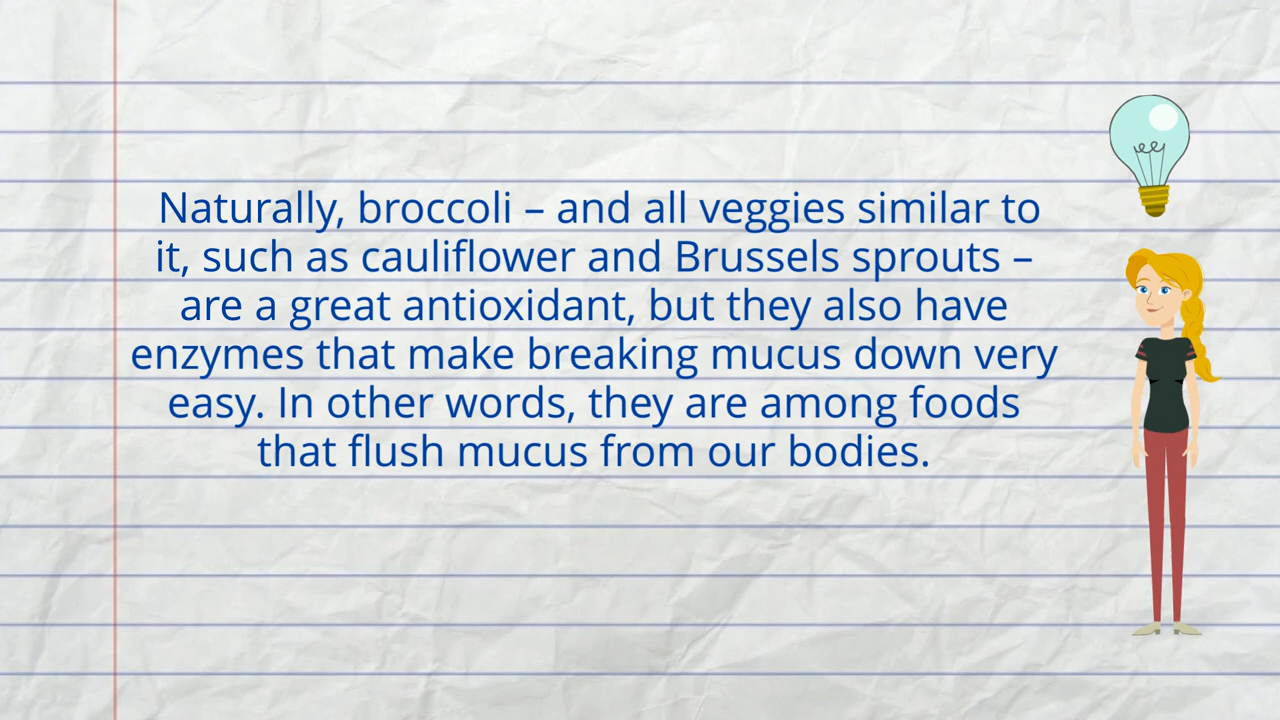 Naturally, broccoli – and all veggies similar to
it, such as cauliflower and Brussels sprouts –
are a great antioxidant, but they also have
enzymes that make breaking mucus down very
easy. In other words, they are among foods
that flush mucus from our bodies.